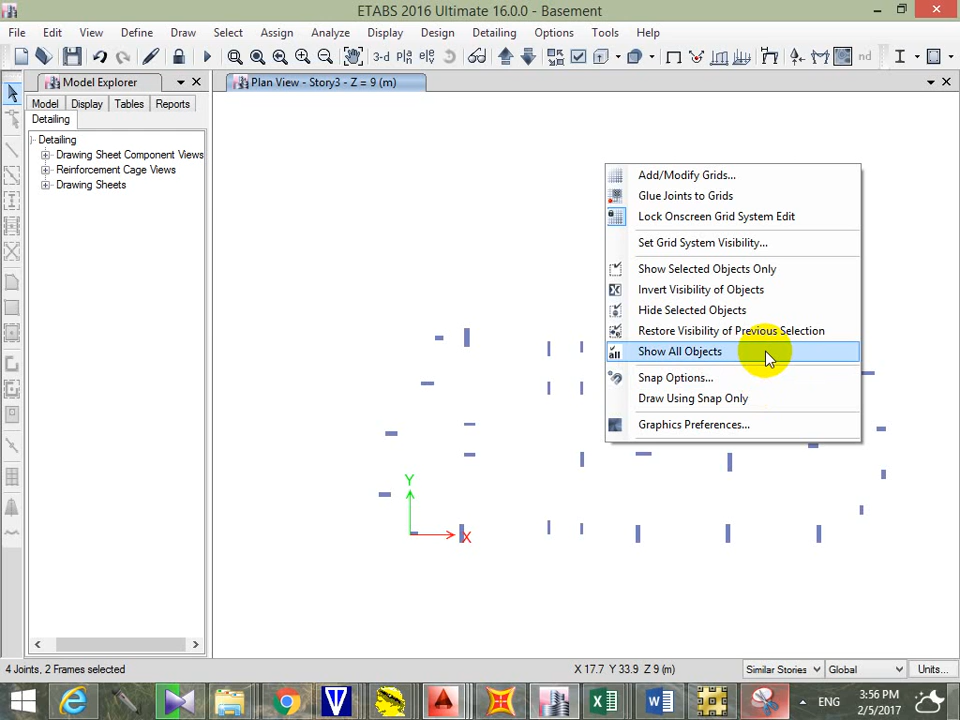 ETABS 2016 Ultimate 16.0.0 - Basement
File Edit View Define Draw Select Assign Analyze Display Design Detailing Options Tools Help
3-d plan elev nd
Model Explorer
Plan View - Story3 - Z = 9 (m)
Model Display Tables Reports
Detailing
Detailing
Drawing Sheet Component Views
Reinforcement Cage Views
Drawing Sheets
Add/Modify Grids...
Glue Joints to Grids
Lock Onscreen Grid System Edit
Set Grid System Visibility...
Show Selected Objects Only
Invert Visibility of Objects
Hide Selected Objects
Restore Visibility of Previous Selection
all Show All Objects
Snap Options...
Draw Using Snap Only
Graphics Preferences...
Y
X
4 Joints, 2 Frames selected
X 17.7 Y 33.9 Z 9 (m)
Similar Stories
Global
Units...
ENG
3:56 PM
2/5/2017